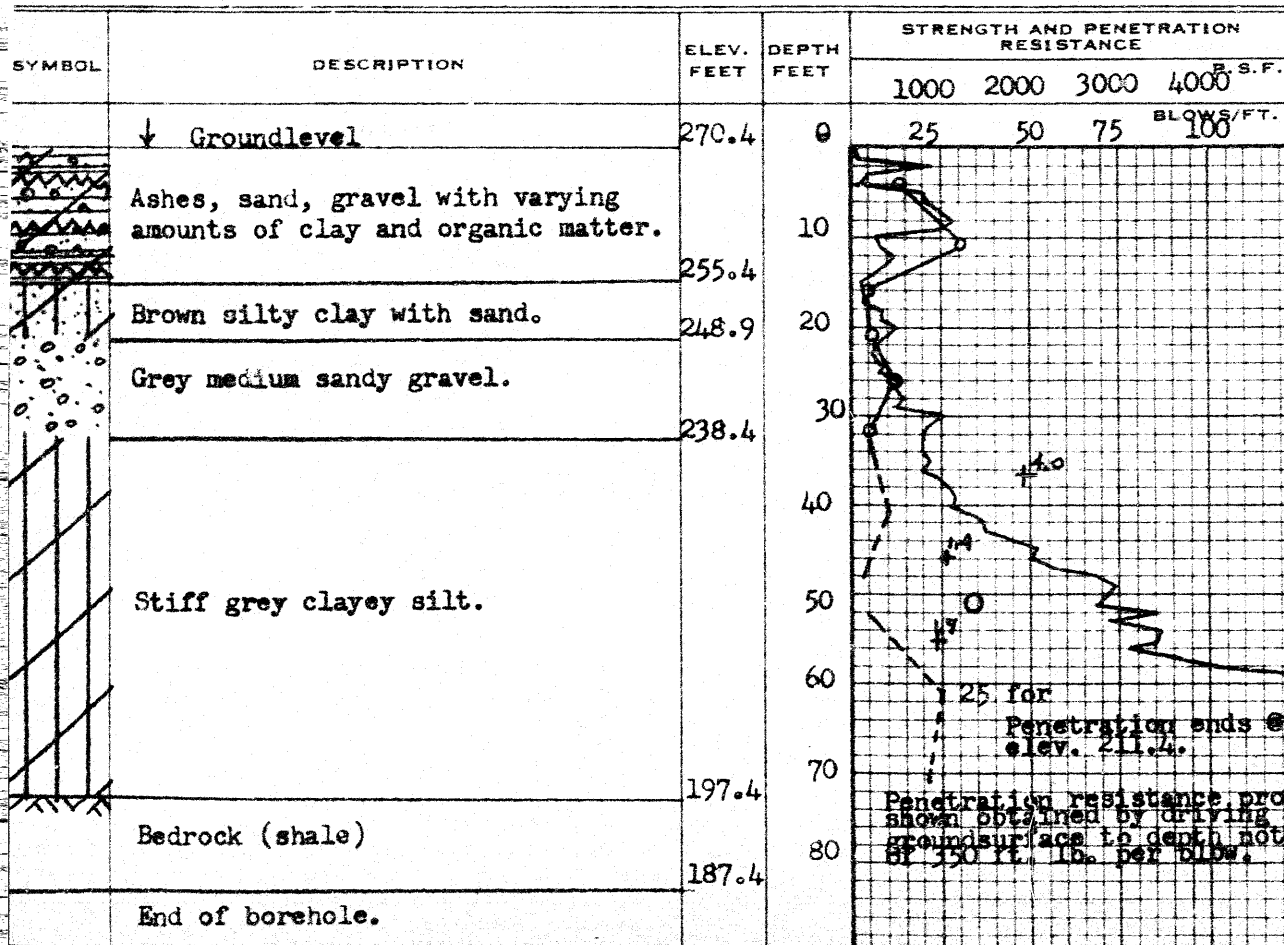 SYMBOL
DESCRIPTION
ELEV.
FEET
DEPTH
FEET
STRENGTH AND PENETRATION
RESISTANCE
P.S.F.
1000 2000 3000 4000
BLOWS/FT.
25 50 75 100
↓ Groundlevel
270.4
0
Ashes, sand, gravel with varying
amounts of clay and organic matter.
10
255.4
Brown silty clay with sand.
20
248.9
Grey medium sandy gravel.
30
238.4
40
Stiff grey clayey silt.
50
60
25 for
Penetration ends @
elev. 211.4.
70
197.4
Penetration resistance pro
shown obtained by driving
groundsurface to depth not
of 350 ft. lb. per blow.
Bedrock (shale)
80
187.4
End of borehole.